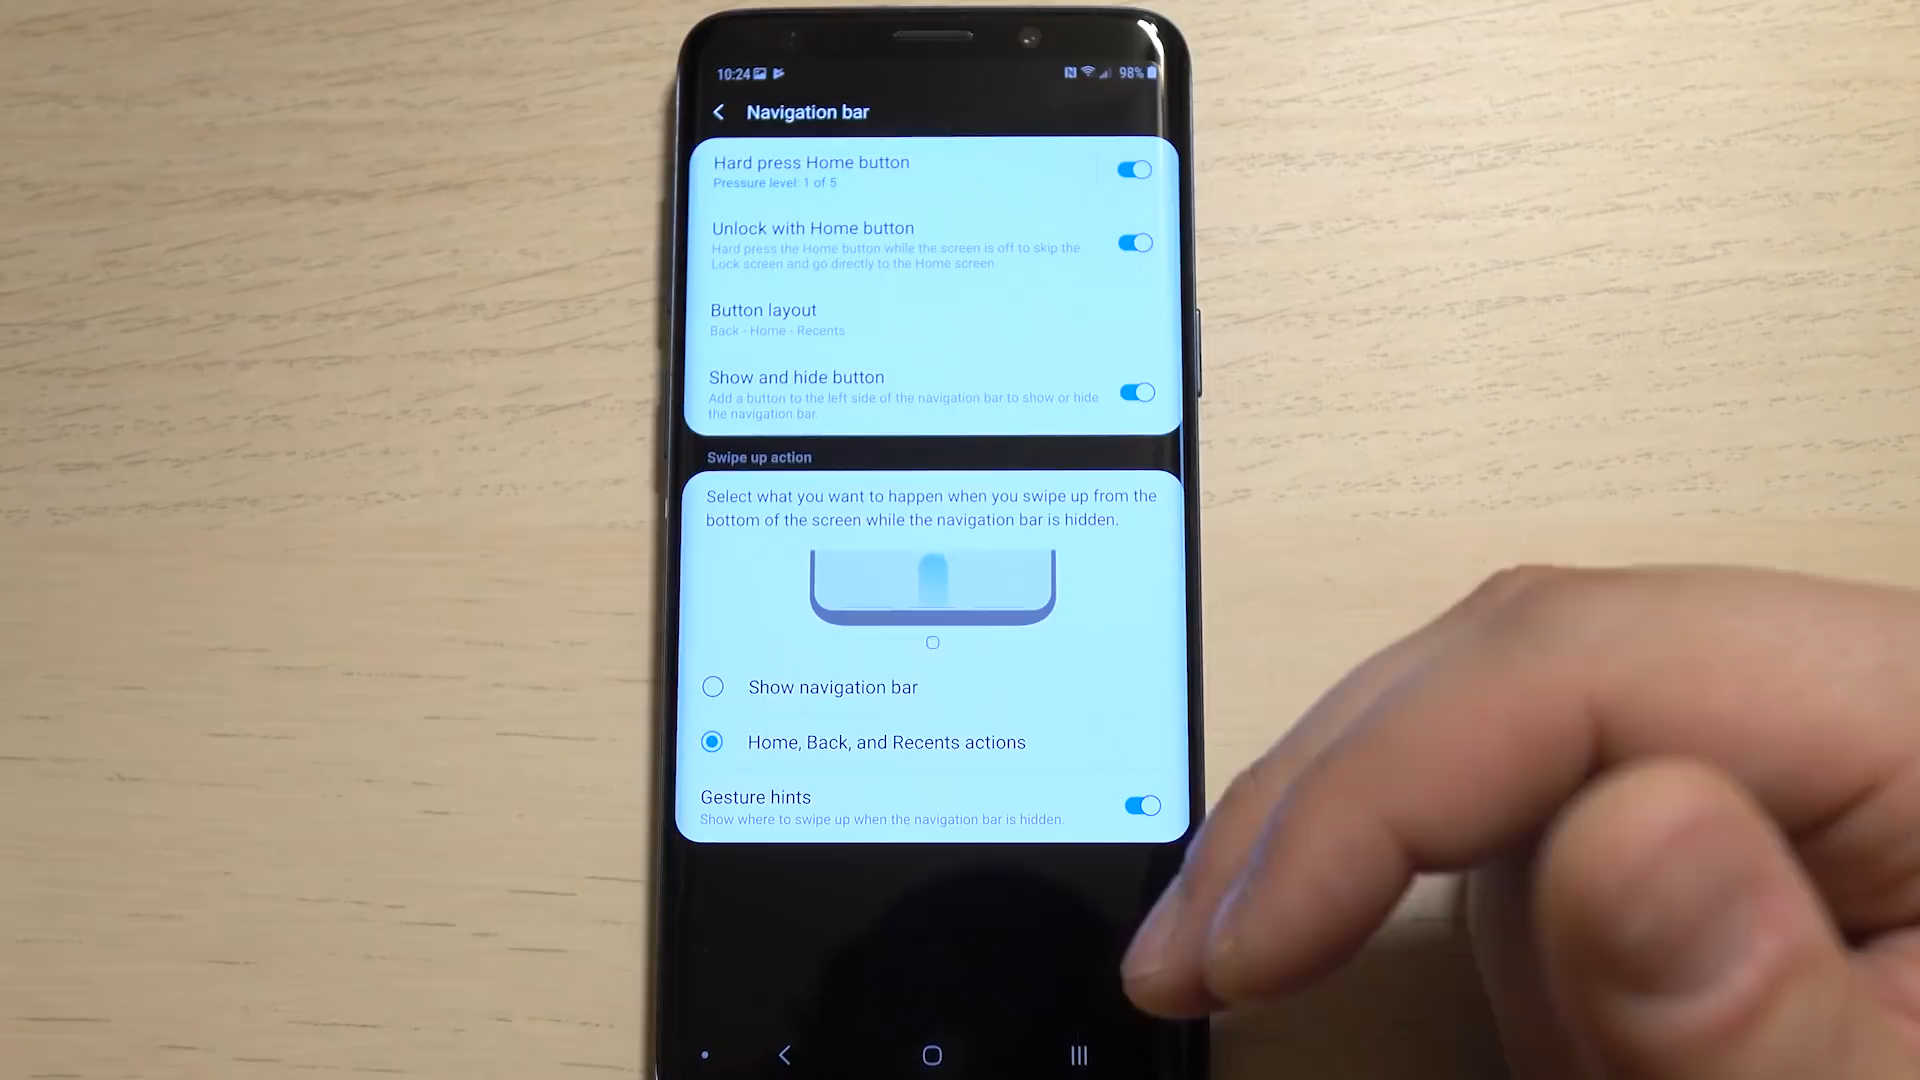 10:24
98%
Navigation bar
Hard press Home button
Pressure level: 1 of 5
Unlock with Home button
Hard press the Home button while the screen is off to skip the
Lock screen and go directly to the Home screen.
Button layout
Back - Home - Recents
Show and hide button
Add a button to the left side of the navigation bar to show or hide
the navigation bar.
Swipe up action
Select what you want to happen when you swipe up from the
bottom of the screen while the navigation bar is hidden.
Show navigation bar
Home, Back, and Recents actions
Gesture hints
Show where to swipe up when the navigation bar is hidden.